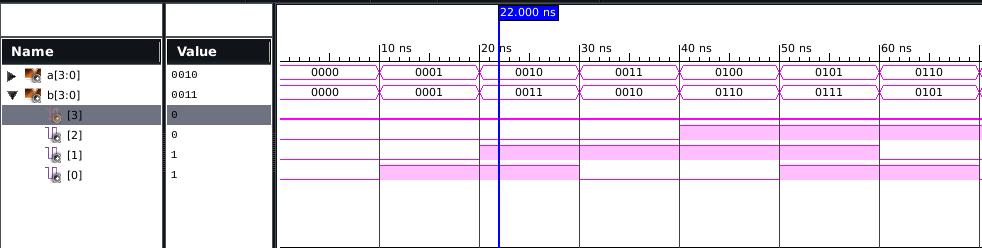 22.000 ns
Name Value
10 ns 20 ns 30 ns 40 ns 50 ns 60 ns
a[3:0] 0010 0000 0001 0010 0011 0100 0101 0110
b[3:0] 0011 0000 0001 0011 0010 0110 0111 0101
[3] 0
[2] 0
[1] 1
[0] 1